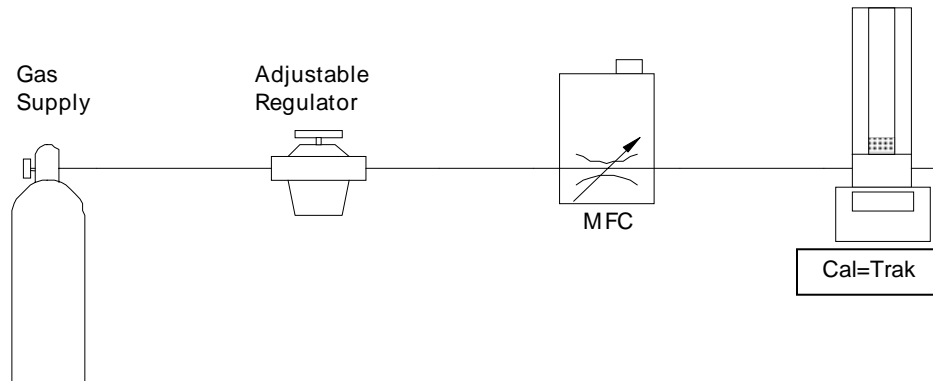 Gas
Supply
Adjustable
Regulator
MFC
Cal=Trak